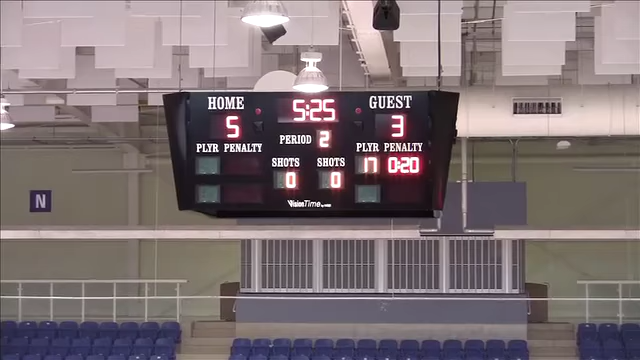 HOME 5:25 GUEST
5 PERIOD 2 3
PLYR PENALTY SHOTS SHOTS PLYR PENALTY
0 0 17 0:20
VisionTime
N